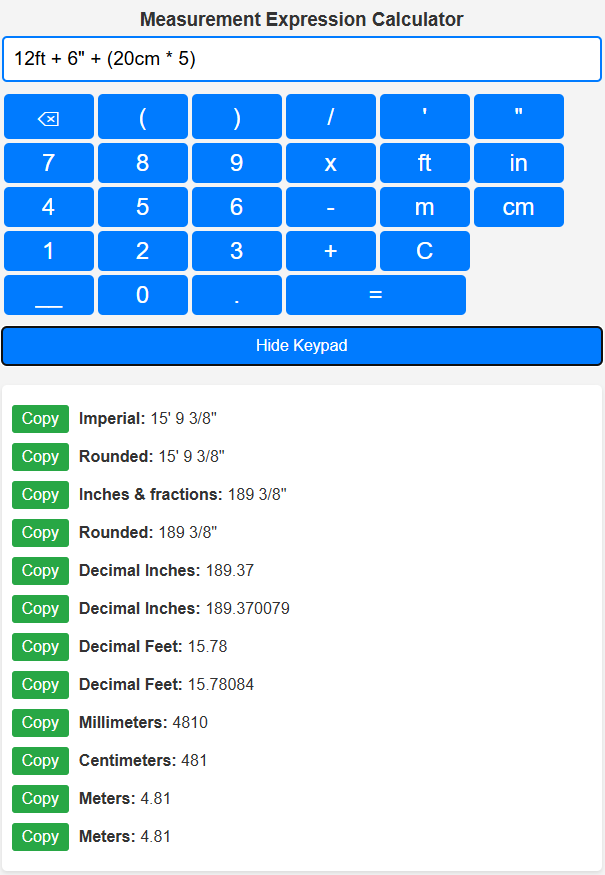 Measurement Expression Calculator
12ft + 6" + (20cm * 5)
⌫ ( ) / ' "
7 8 9 x ft in
4 5 6 - m cm
1 2 3 + C
__ 0 . =
Hide Keypad
Copy Imperial: 15' 9 3/8"
Copy Rounded: 15' 9 3/8"
Copy Inches & fractions: 189 3/8"
Copy Rounded: 189 3/8"
Copy Decimal Inches: 189.37
Copy Decimal Inches: 189.370079
Copy Decimal Feet: 15.78
Copy Decimal Feet: 15.78084
Copy Millimeters: 4810
Copy Centimeters: 481
Copy Meters: 4.81
Copy Meters: 4.81